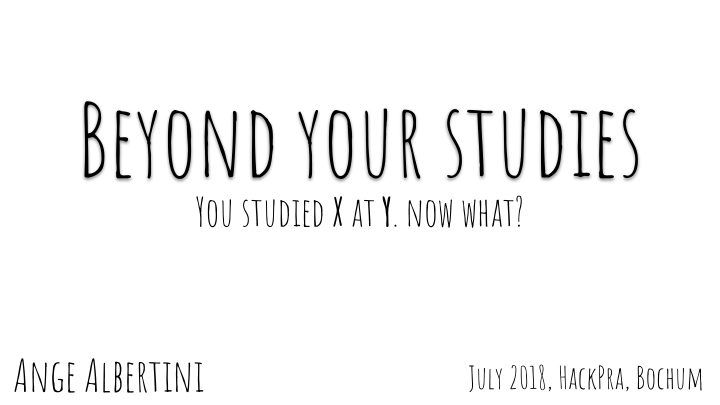 Beyond your studies
You studied X at Y. now what?
Ange Albertini
July 2018, HackPra, Bochum